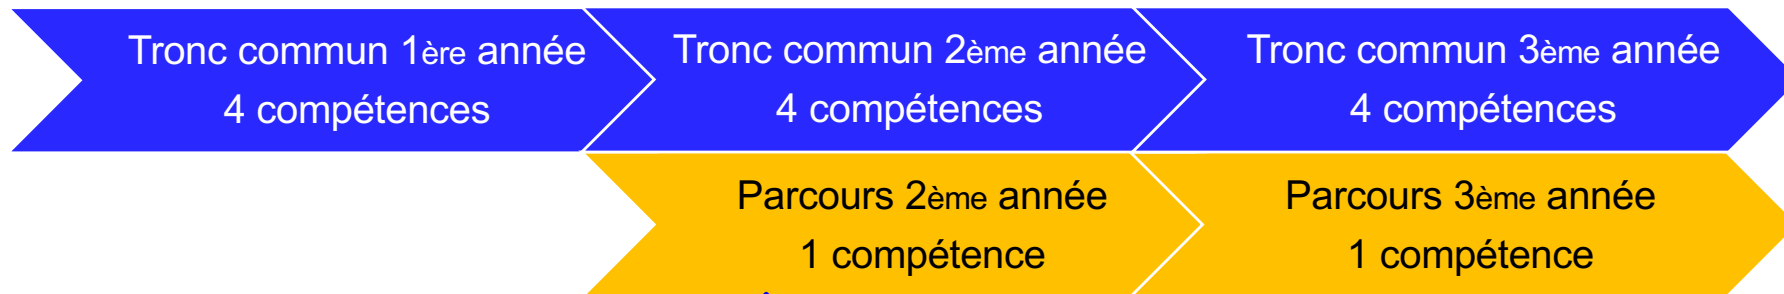 Tronc commun 1ère année
4 compétences
Tronc commun 2ème année
4 compétences
Tronc commun 3ème année
4 compétences
Parcours 2ème année
1 compétence
Parcours 3ème année
1 compétence